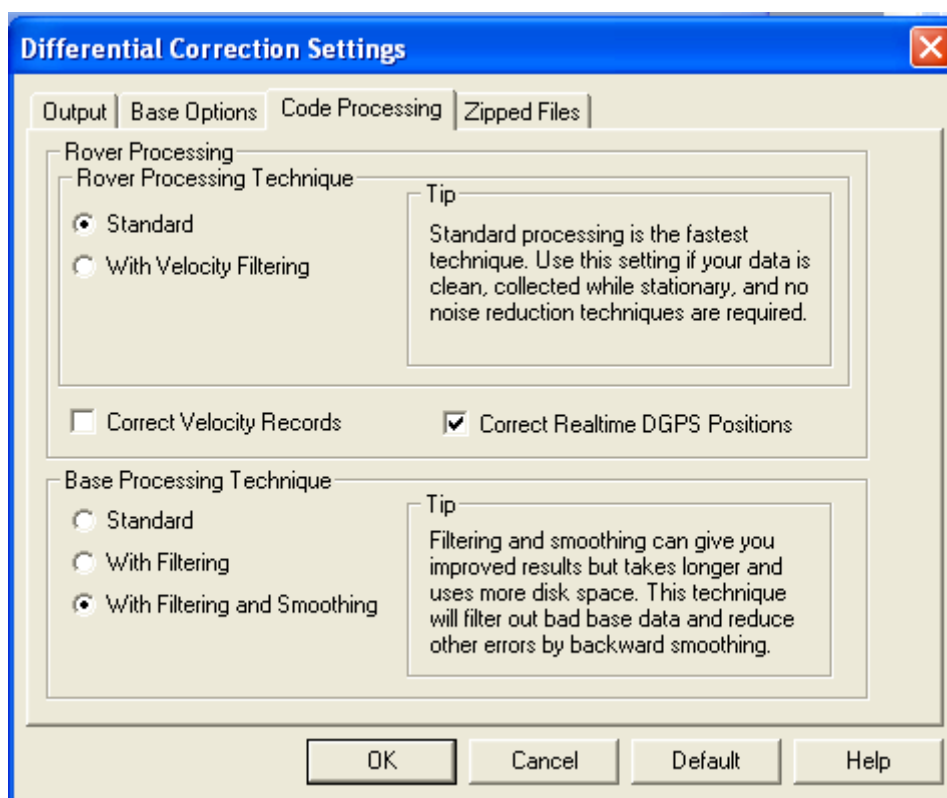 Differential Correction Settings
Output
Base Options
Code Processing
Zipped Files
Rover Processing
Rover Processing Technique
Standard
With Velocity Filtering
Tip
Standard processing is the fastest
technique. Use this setting if your data is
clean, collected while stationary, and no
noise reduction techniques are required.
Correct Velocity Records
Correct Realtime DGPS Positions
Base Processing Technique
Standard
With Filtering
With Filtering and Smoothing
Tip
Filtering and smoothing can give you
improved results but takes longer and
uses more disk space. This technique
will filter out bad base data and reduce
other errors by backward smoothing.
OK
Cancel
Default
Help